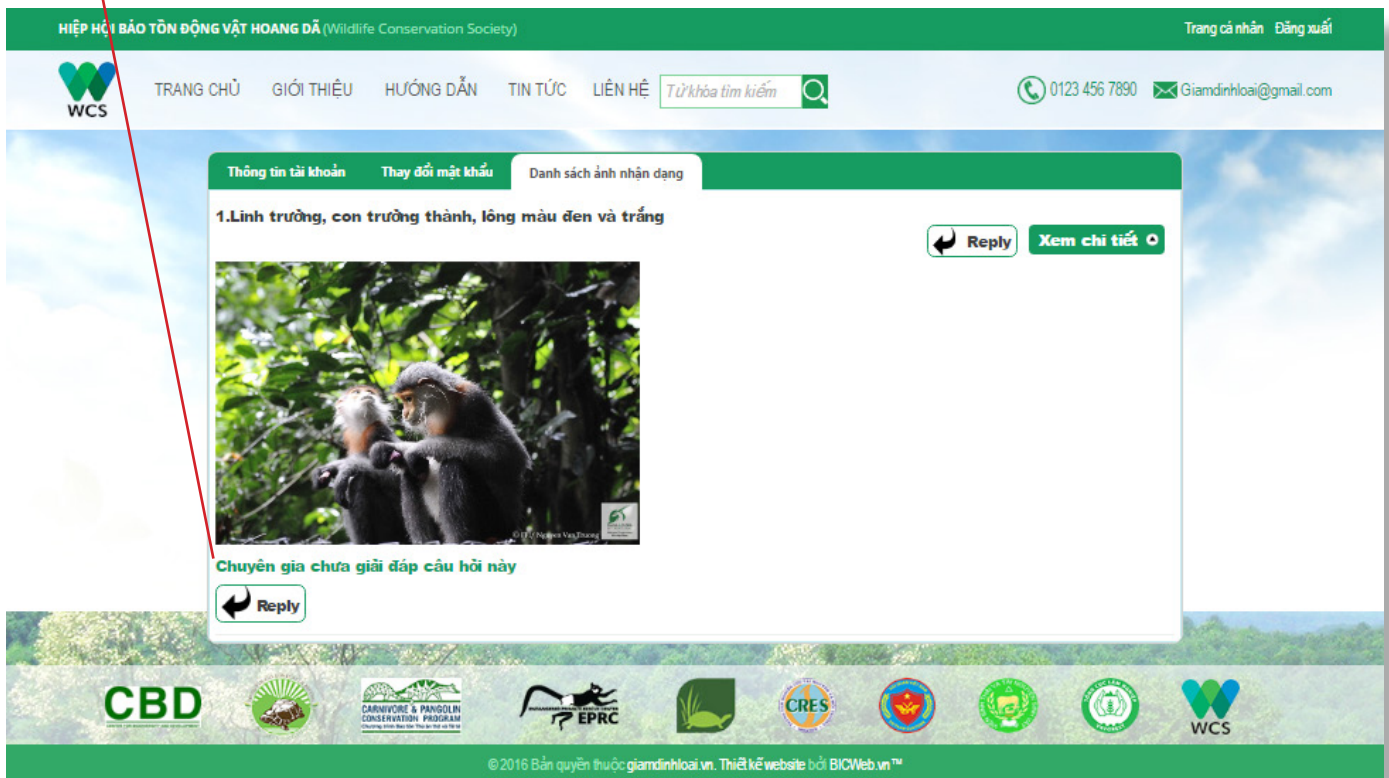 HIỆP HỘI BẢO TỒN ĐỘNG VẬT HOANG DÃ (Wildlife Conservation Society)
Trang cá nhân Đăng xuất
WCS
TRANG CHỦ GIỚI THIỆU HƯỚNG DẪN TIN TỨC LIÊN HỆ
Từ khóa tìm kiếm
0123 456 7890 Giamdinhloai@gmail.com
Thông tin tài khoản Thay đổi mật khẩu Danh sách ảnh nhận dạng
1.Linh trưởng, con trưởng thành, lông màu đen và trắng
Reply Xem chi tiết
Chuyên gia chưa giải đáp câu hỏi này
Reply
CBD
CARNIVORE & PANGOLIN
CONSERVATION PROGRAM
EPRC
CRES
WCS
©2016 Bản quyền thuộc giamdinhloai.vn. Thiết kế website bởi BICWeb.vn™